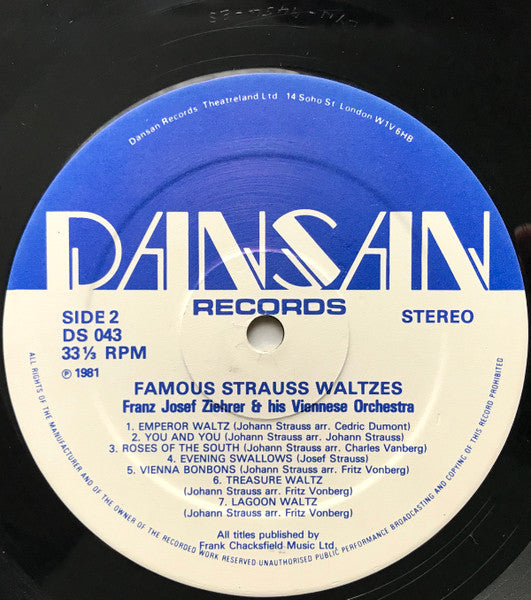 Dansan Records Theatreland Ltd 14 Soho St London W1V 6HB
DANSAN
RECORDS
SIDE 2
DS 043
33⅓ RPM
℗ 1981
STEREO
FAMOUS STRAUSS WALTZES
Franz Josef Ziehrer & his Viennese Orchestra
1. EMPEROR WALTZ (Johann Strauss arr. Cedric Dumont)
2. YOU AND YOU (Johann Strauss arr. Johann Strauss)
3. ROSES OF THE SOUTH (Johann Strauss arr. Charles Vanberg)
4. EVENING SWALLOWS (Josef Strauss)
5. VIENNA BONBONS (Johann Strauss arr. Fritz Vonberg)
6. TREASURE WALTZ
(Johann Strauss arr. Fritz Vonberg)
7. LAGOON WALTZ
(Johann Strauss arr. Fritz Vonberg)
All titles published by
Frank Chacksfield Music Ltd.
ALL RIGHTS OF THE MANUFACTURER AND OF THE OWNER OF THE RECORDED WORK RESERVED UNAUTHORISED PUBLIC PERFORMANCE BROADCASTING AND COPYING OF THIS RECORD PROHIBITED